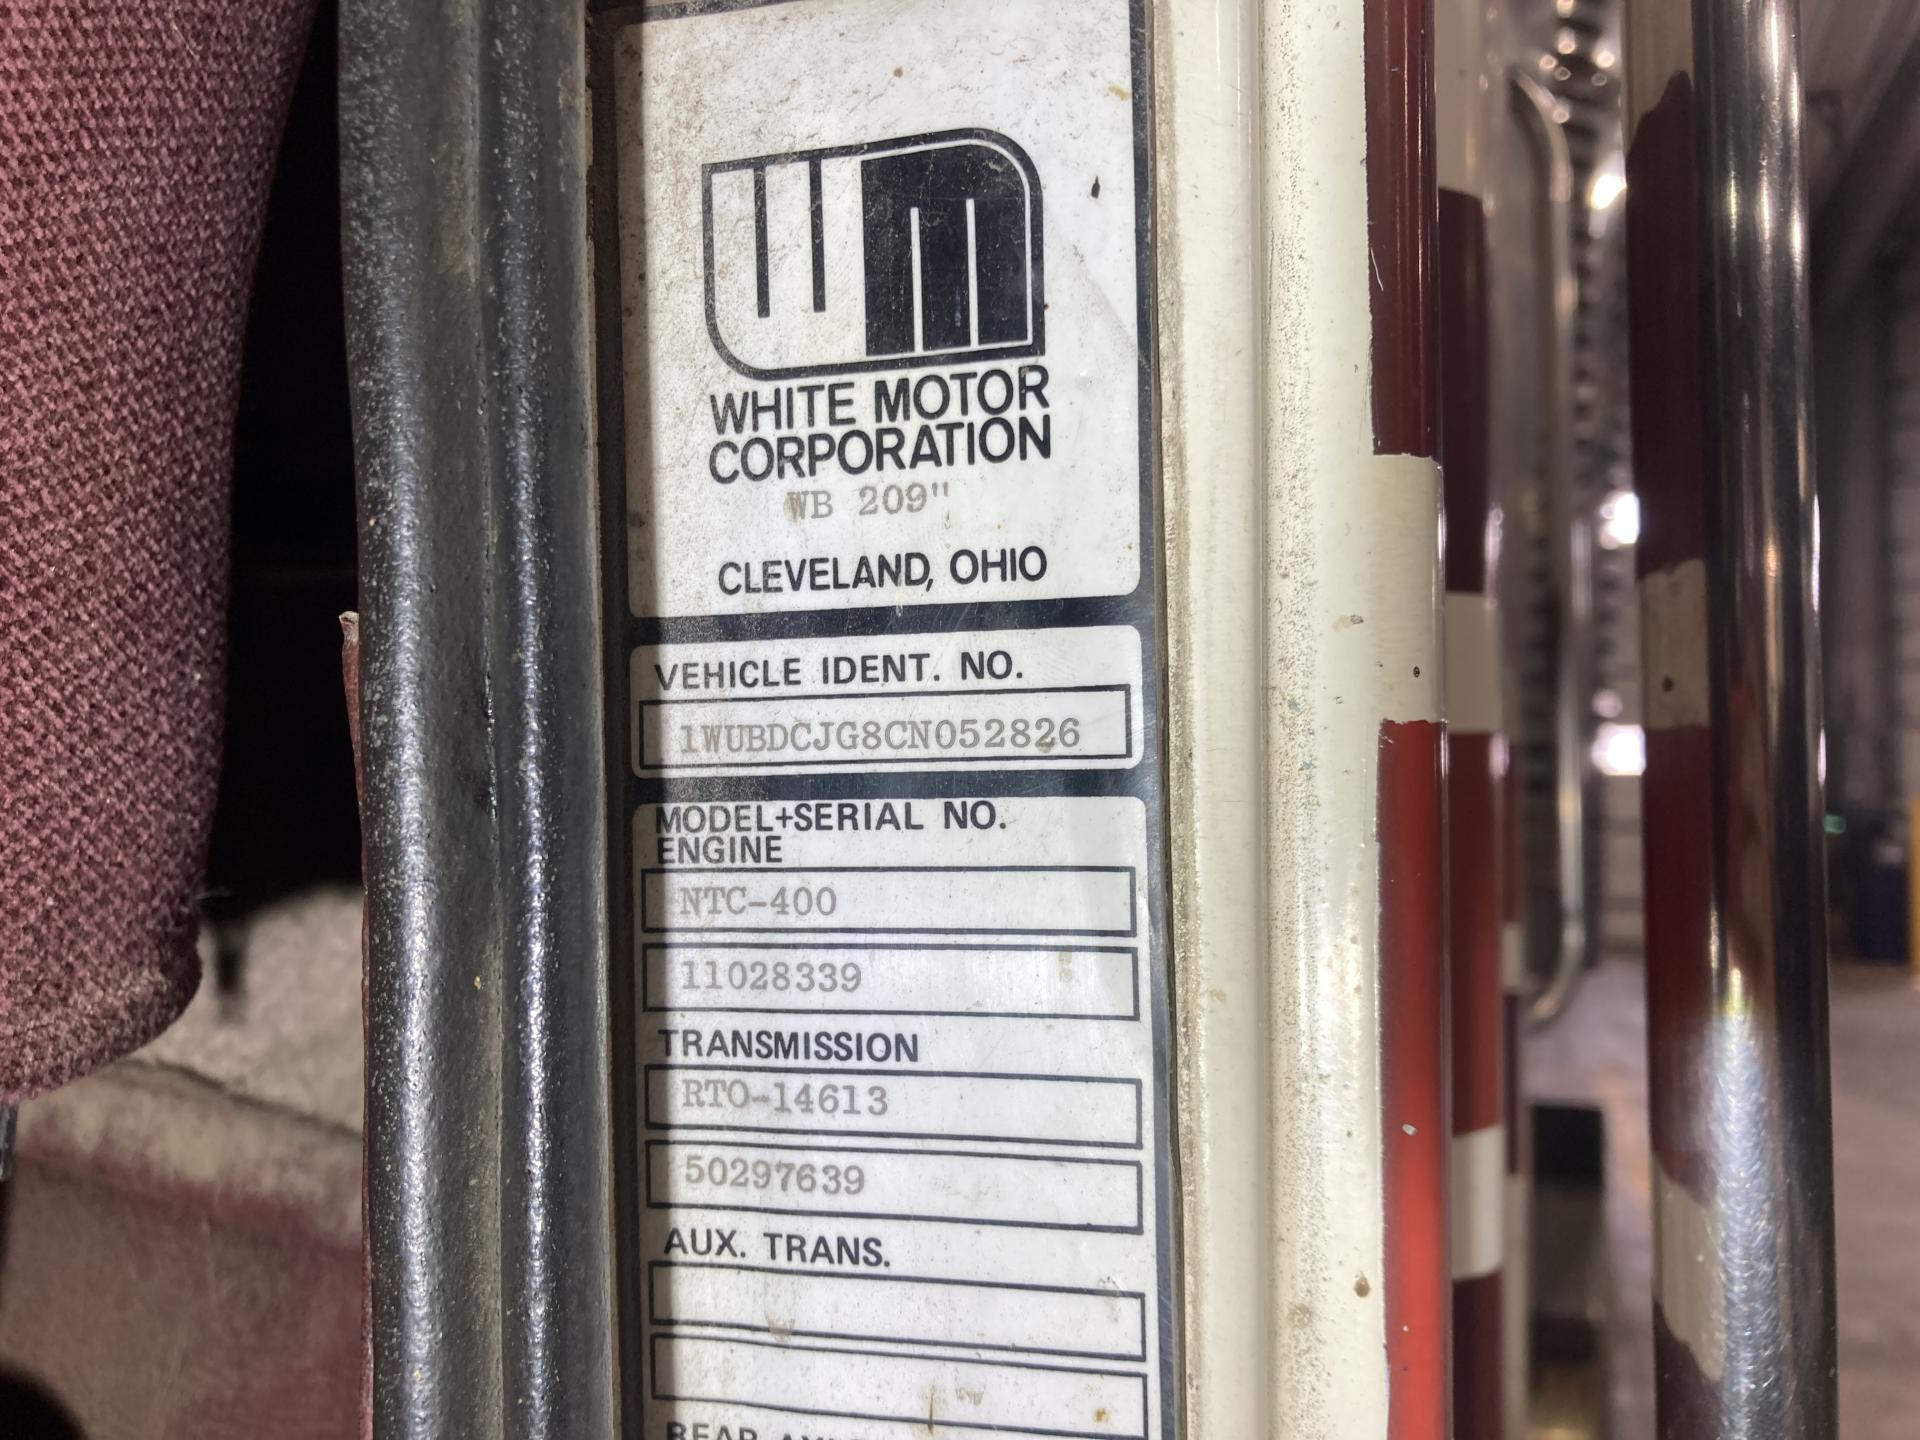 WM
WHITE MOTOR
CORPORATION
WB 209"
CLEVELAND, OHIO
VEHICLE IDENT. NO.
1WUBDCJG8CN052826
MODEL+SERIAL NO.
ENGINE
NTC-400
11028339
TRANSMISSION
RTO-14613
50297639
AUX. TRANS.
REAR